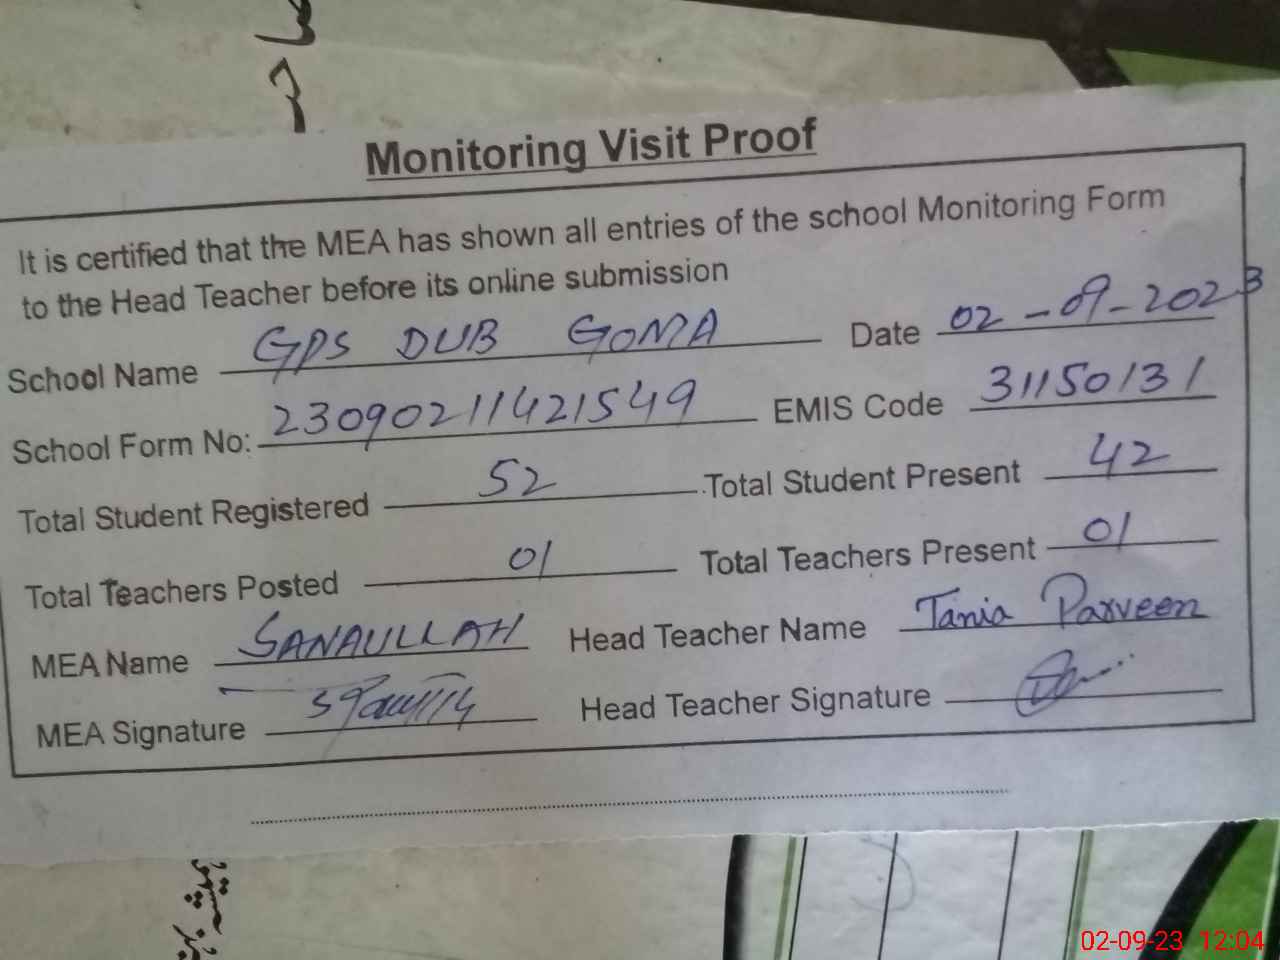 Monitoring Visit Proof
It is certified that the MEA has shown all entries of the school Monitoring Form
to the Head Teacher before its online submission
School Name GPS DUB GOMA Date 02-09-2023
School Form No: 23090211421549 EMIS Code 31150131
Total Student Registered 52 Total Student Present 42
Total Teachers Posted 01 Total Teachers Present 01
MEA Name SANAULLAH Head Teacher Name Tania Parveen
MEA Signature Head Teacher Signature
02-09-23 12:04